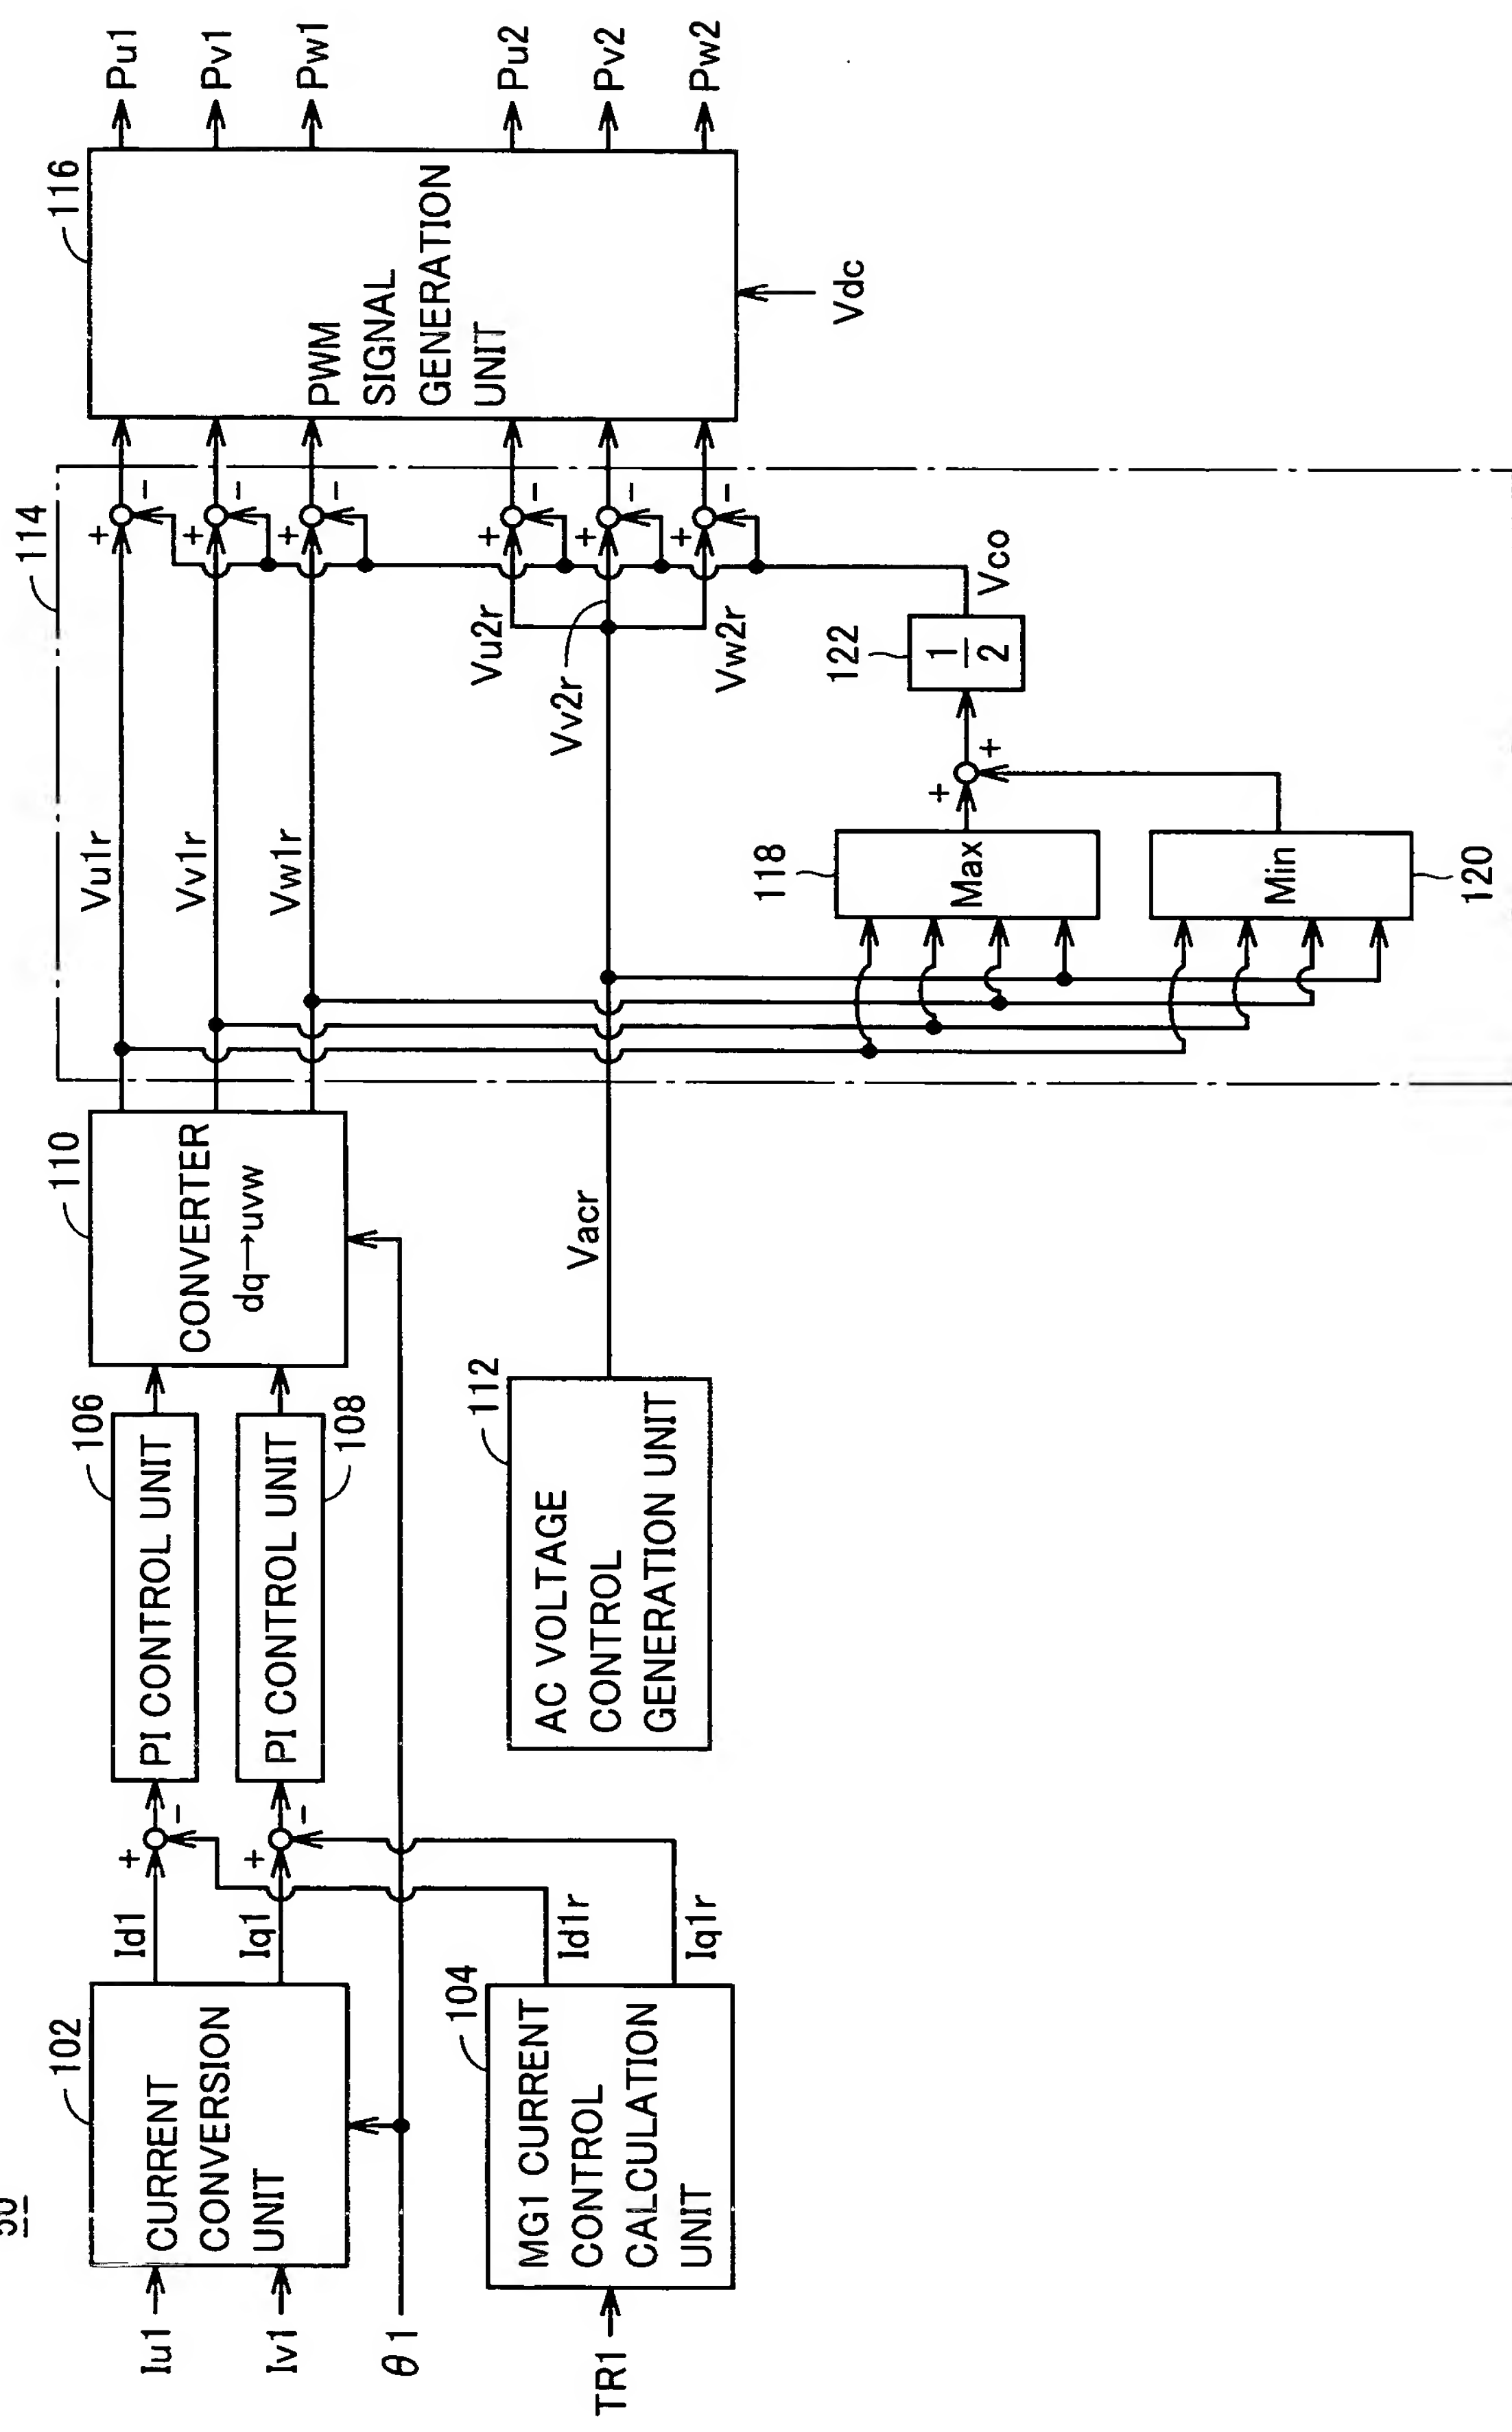 50
Iu1
Iv1
θ1
TR1
102
CURRENT
CONVERSION
UNIT
104
MG1 CURRENT
CONTROL
CALCULATION
UNIT
Id1
Iq1
Id1r
Iq1r
+
-
+
-
106
PI CONTROL UNIT
PI CONTROL UNIT
108
112
AC VOLTAGE
CONTROL
GENERATION UNIT
110
CONVERTER
dq→uvw
Vacr
114
Vu1r
Vv1r
Vw1r
118
Max
Min
120
+
+
122
1
2
Vco
Vu2r
Vv2r
Vw2r
+
-
+
-
+
-
+
-
+
-
+
-
116
PWM
SIGNAL
GENERATION
UNIT
Vdc
Pu1
Pv1
Pw1
Pu2
Pv2
Pw2